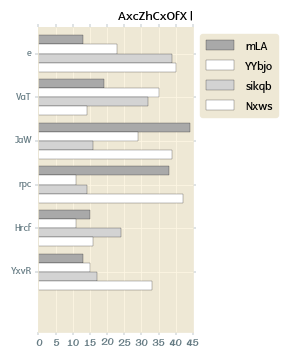 AxcZhCxOfX l
e
VaT
JaW
rpc
Hrcf
YxvR
0 5 10 15 20 25 30 35 40 45
mLA
YYbjo
sikqb
Nxws